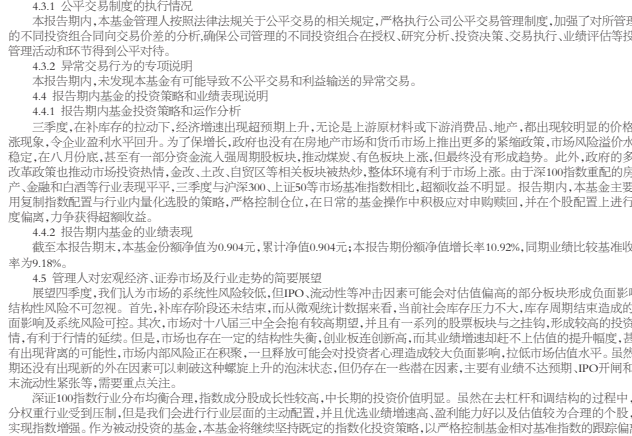 4.3.1 公平交易制度的执行情况
本报告期内,本基金管理人按照法律法规关于公平交易的相关规定,严格执行公司公平交易管理制度,加强了对所管理
的不同投资组合同向交易价差的分析,确保公司管理的不同投资组合在授权、研究分析、投资决策、交易执行、业绩评估等投
管理活动和环节得到公平对待。
4.3.2 异常交易行为的专项说明
本报告期内,未发现本基金有可能导致不公平交易和利益输送的异常交易。
4.4 报告期内基金的投资策略和业绩表现说明
4.4.1 报告期内基金投资策略和运作分析
三季度,在补库存的拉动下,经济增速出现超预期上升,无论是上游原材料或下游消费品、地产,都出现较明显的价格
涨现象,令企业盈利水平回升。为了保增长,政府也没有在房地产市场和货币市场上推出更多的紧缩政策,市场风险溢价水
稳定,在八月份底,甚至有一部分资金流入强周股板块,推动煤炭、有色板块上涨,但最终没有形成趋势。此外,政府的多
改革政策也推动市场投资热情,金改、土改、自贸区等相关板块被热炒,整体环境有利于市场上涨。由于深100指数重配的房
产、金融和白酒等行业表现平平,三季度与沪深300、上证50等市场基准指数相比,超额收益不明显。报告期内,本基金主要
用复制指数配置与行业内量化选股的策略,严格控制仓位,在日常的基金操作中积极应对申购赎回,并在个股配置上进行
度偏离,力争获得超额收益。
4.4.2 报告期内基金的业绩表现
截至本报告期末,本基金份额净值为0.904元,累计净值0.904元;本报告期份额净值增长率10.92%,同期业绩比较基准收
率为9.18%。
4.5 管理人对宏观经济、证券市场及行业走势的简要展望
展望四季度,我们认为市场的系统性风险较低,但IPO、流动性等冲击因素可能会对估值偏高的部分板块形成负面影响
结构性风险不可忽视。首先,补库存阶段还未结束,而从微观统计数据来看,当前社会库存压力不大,库存周期结束造成的
面影响及系统风险可控。其次,市场对十八届三中全会抱有较高期望,并且有一系列的股票板块与之挂钩,形成较高的投资
情,有利于行情的延续。但是,市场也存在一定的结构性失衡,创业板连创新高,而其业绩增速却赶不上估值的提升幅度,甚
有出现背离的可能性,市场内部风险正在积聚,一旦释放可能会对投资者心理造成较大负面影响,拉低市场估值水平。虽然
期还没有出现新的外在因素可以刺破这种螺旋上升的泡沫状态,但仍存在一些潜在因素,主要有业绩不达预期、IPO开闸和
末流动性紧张等,需要重点关注。
深证100指数行业分布均衡合理,指数成分股成长性较高,中长期的投资价值明显。虽然在去杠杆和调结构的过程中,
分权重行业受到压制,但是我们会进行行业层面的主动配置,并且优选业绩增速高、盈利能力好以及估值较为合理的个股,
实现指数增强。作为被动投资的基金,本基金将继续坚持既定的指数化投资策略,以严格控制基金相对基准指数的跟踪偏离